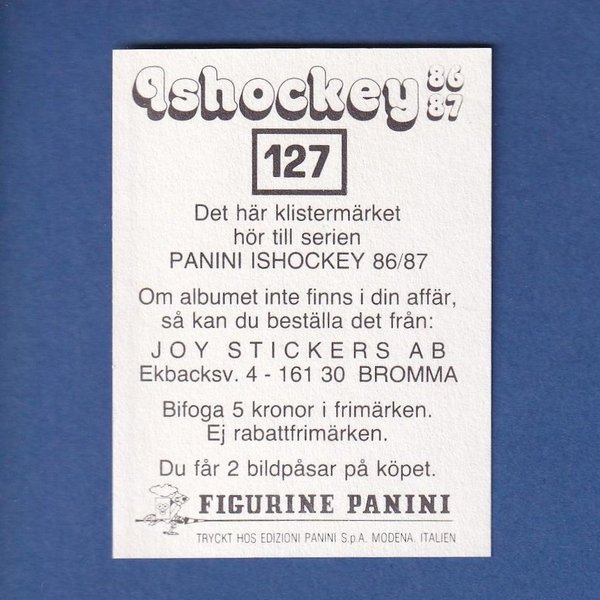 Ishockey 86 87
127
Det här klistermärket
hör till serien
PANINI ISHOCKEY 86/87
Om albumet inte finns i din affär,
så kan du beställa det från:
JOY STICKERS AB
Ekbacksv. 4 - 161 30 BROMMA
Bifoga 5 kronor i frimärken.
Ej rabattfrimärken.
Du får 2 bildpåsar på köpet.
FIGURINE PANINI
TRYCKT HOS EDIZIONI PANINI S.p.A. MODENA. ITALIEN